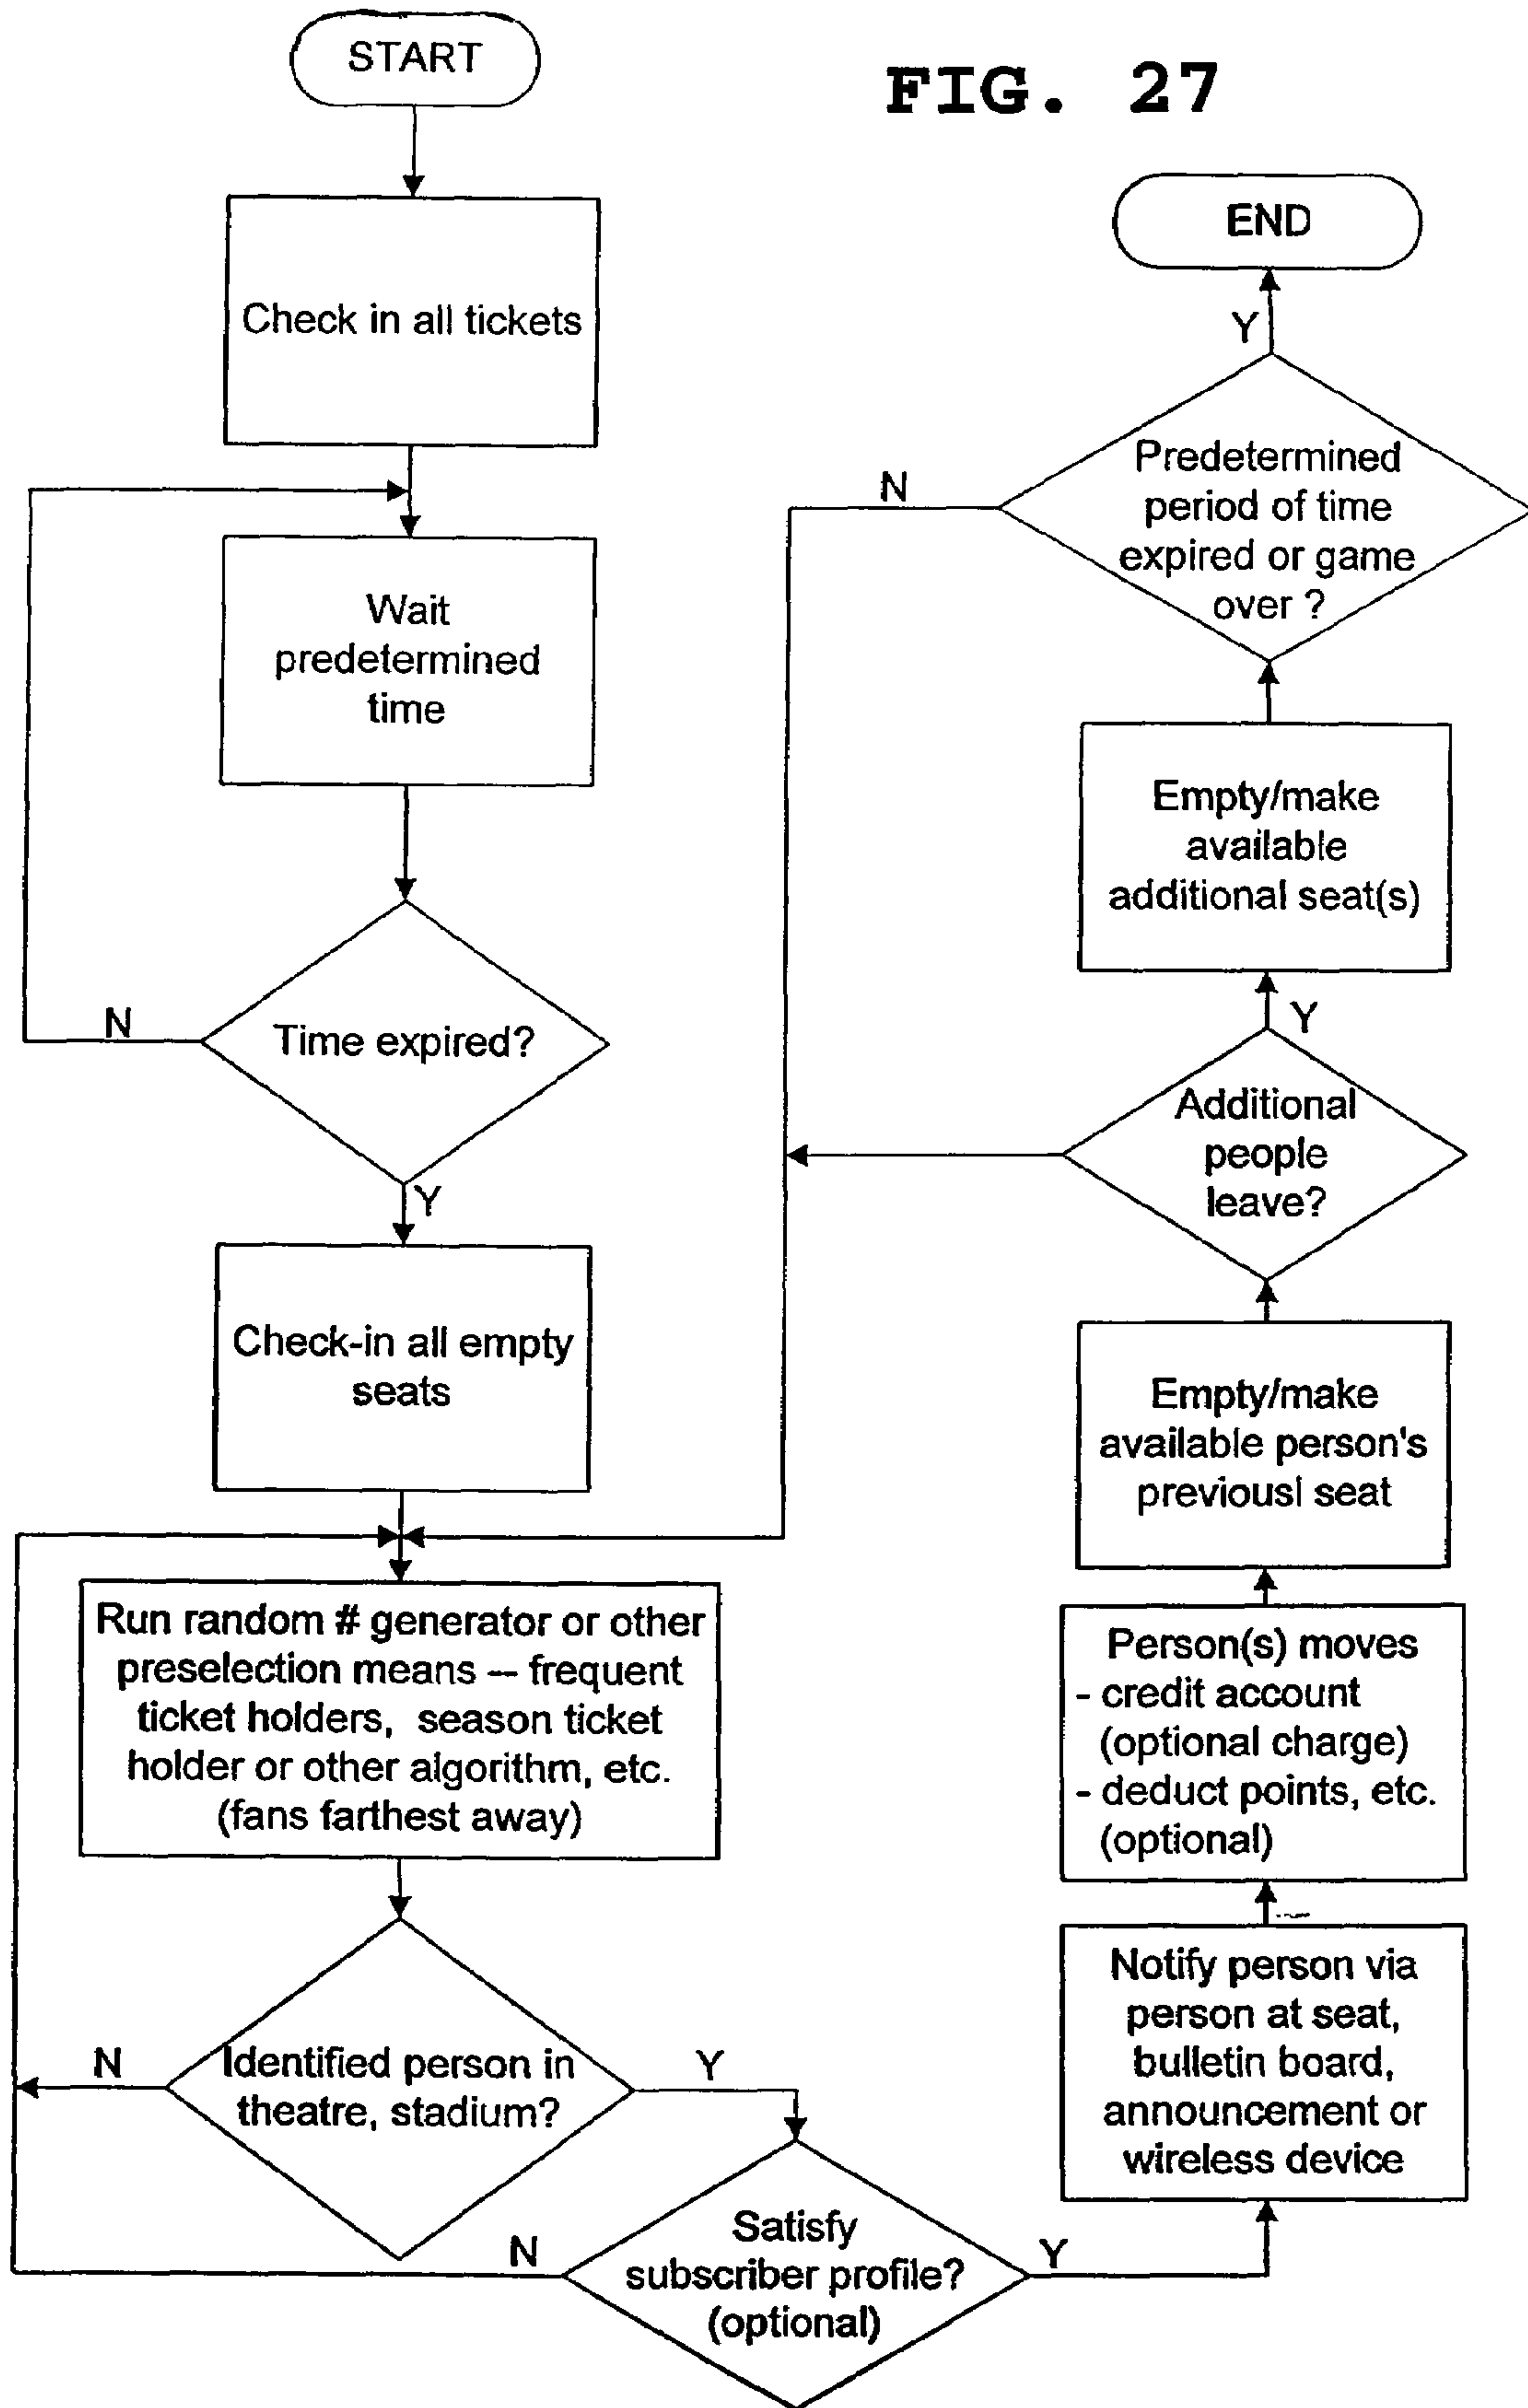 START
FIG. 27
Check in all tickets
Wait
predetermined
time
Time expired?
N
Y
Check-in all empty
seats
Run random # generator or other
preselection means – frequent
ticket holders, season ticket
holder or other algorithm, etc.
(fans farthest away)
Identified person in
theatre, stadium?
N
Y
Satisfy
subscriber profile?
(optional)
N
Y
Notify person via
person at seat,
bulletin board,
announcement or
wireless device
Person(s) moves
- credit account
(optional charge)
- deduct points, etc.
(optional)
Empty/make
available person's
previousl seat
Additional
people
leave?
Y
Empty/make
available
additional seat(s)
Predetermined
period of time
expired or game
over ?
N
Y
END